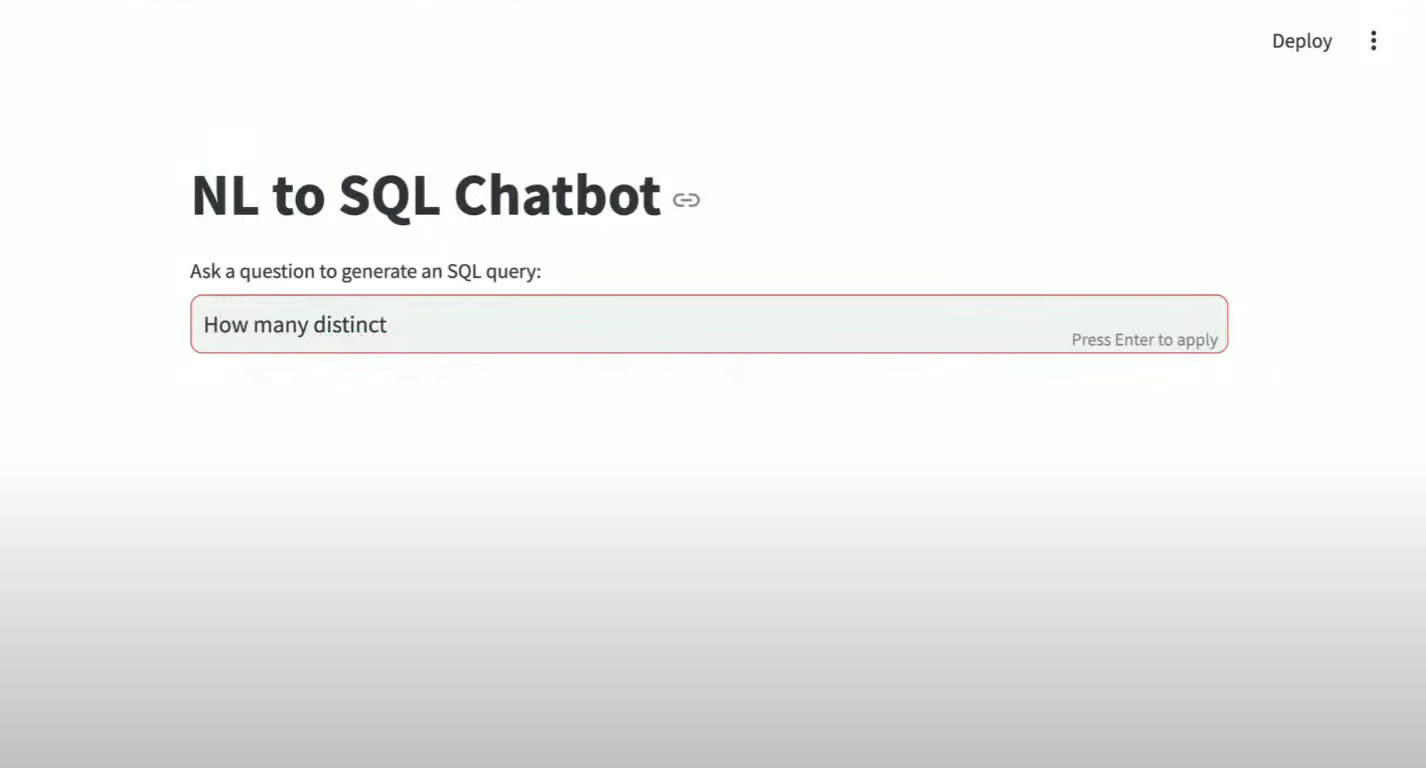 Deploy
NL to SQL Chatbot
Ask a question to generate an SQL query:
How many distinct
Press Enter to apply